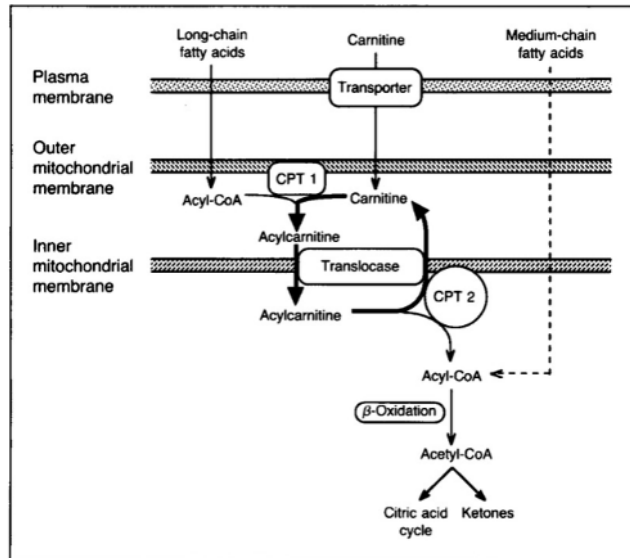 Long-chain
fatty acids
Carnitine
Medium-chain
fatty acids
Plasma
membrane
Transporter
Outer
mitochondrial
membrane
CPT 1
Acyl-CoA
Carnitine
Acylcarnitine
Inner
mitochondrial
membrane
Translocase
CPT 2
Acylcarnitine
Acyl-CoA
β-Oxidation
Acetyl-CoA
Citric acid
cycle
Ketones